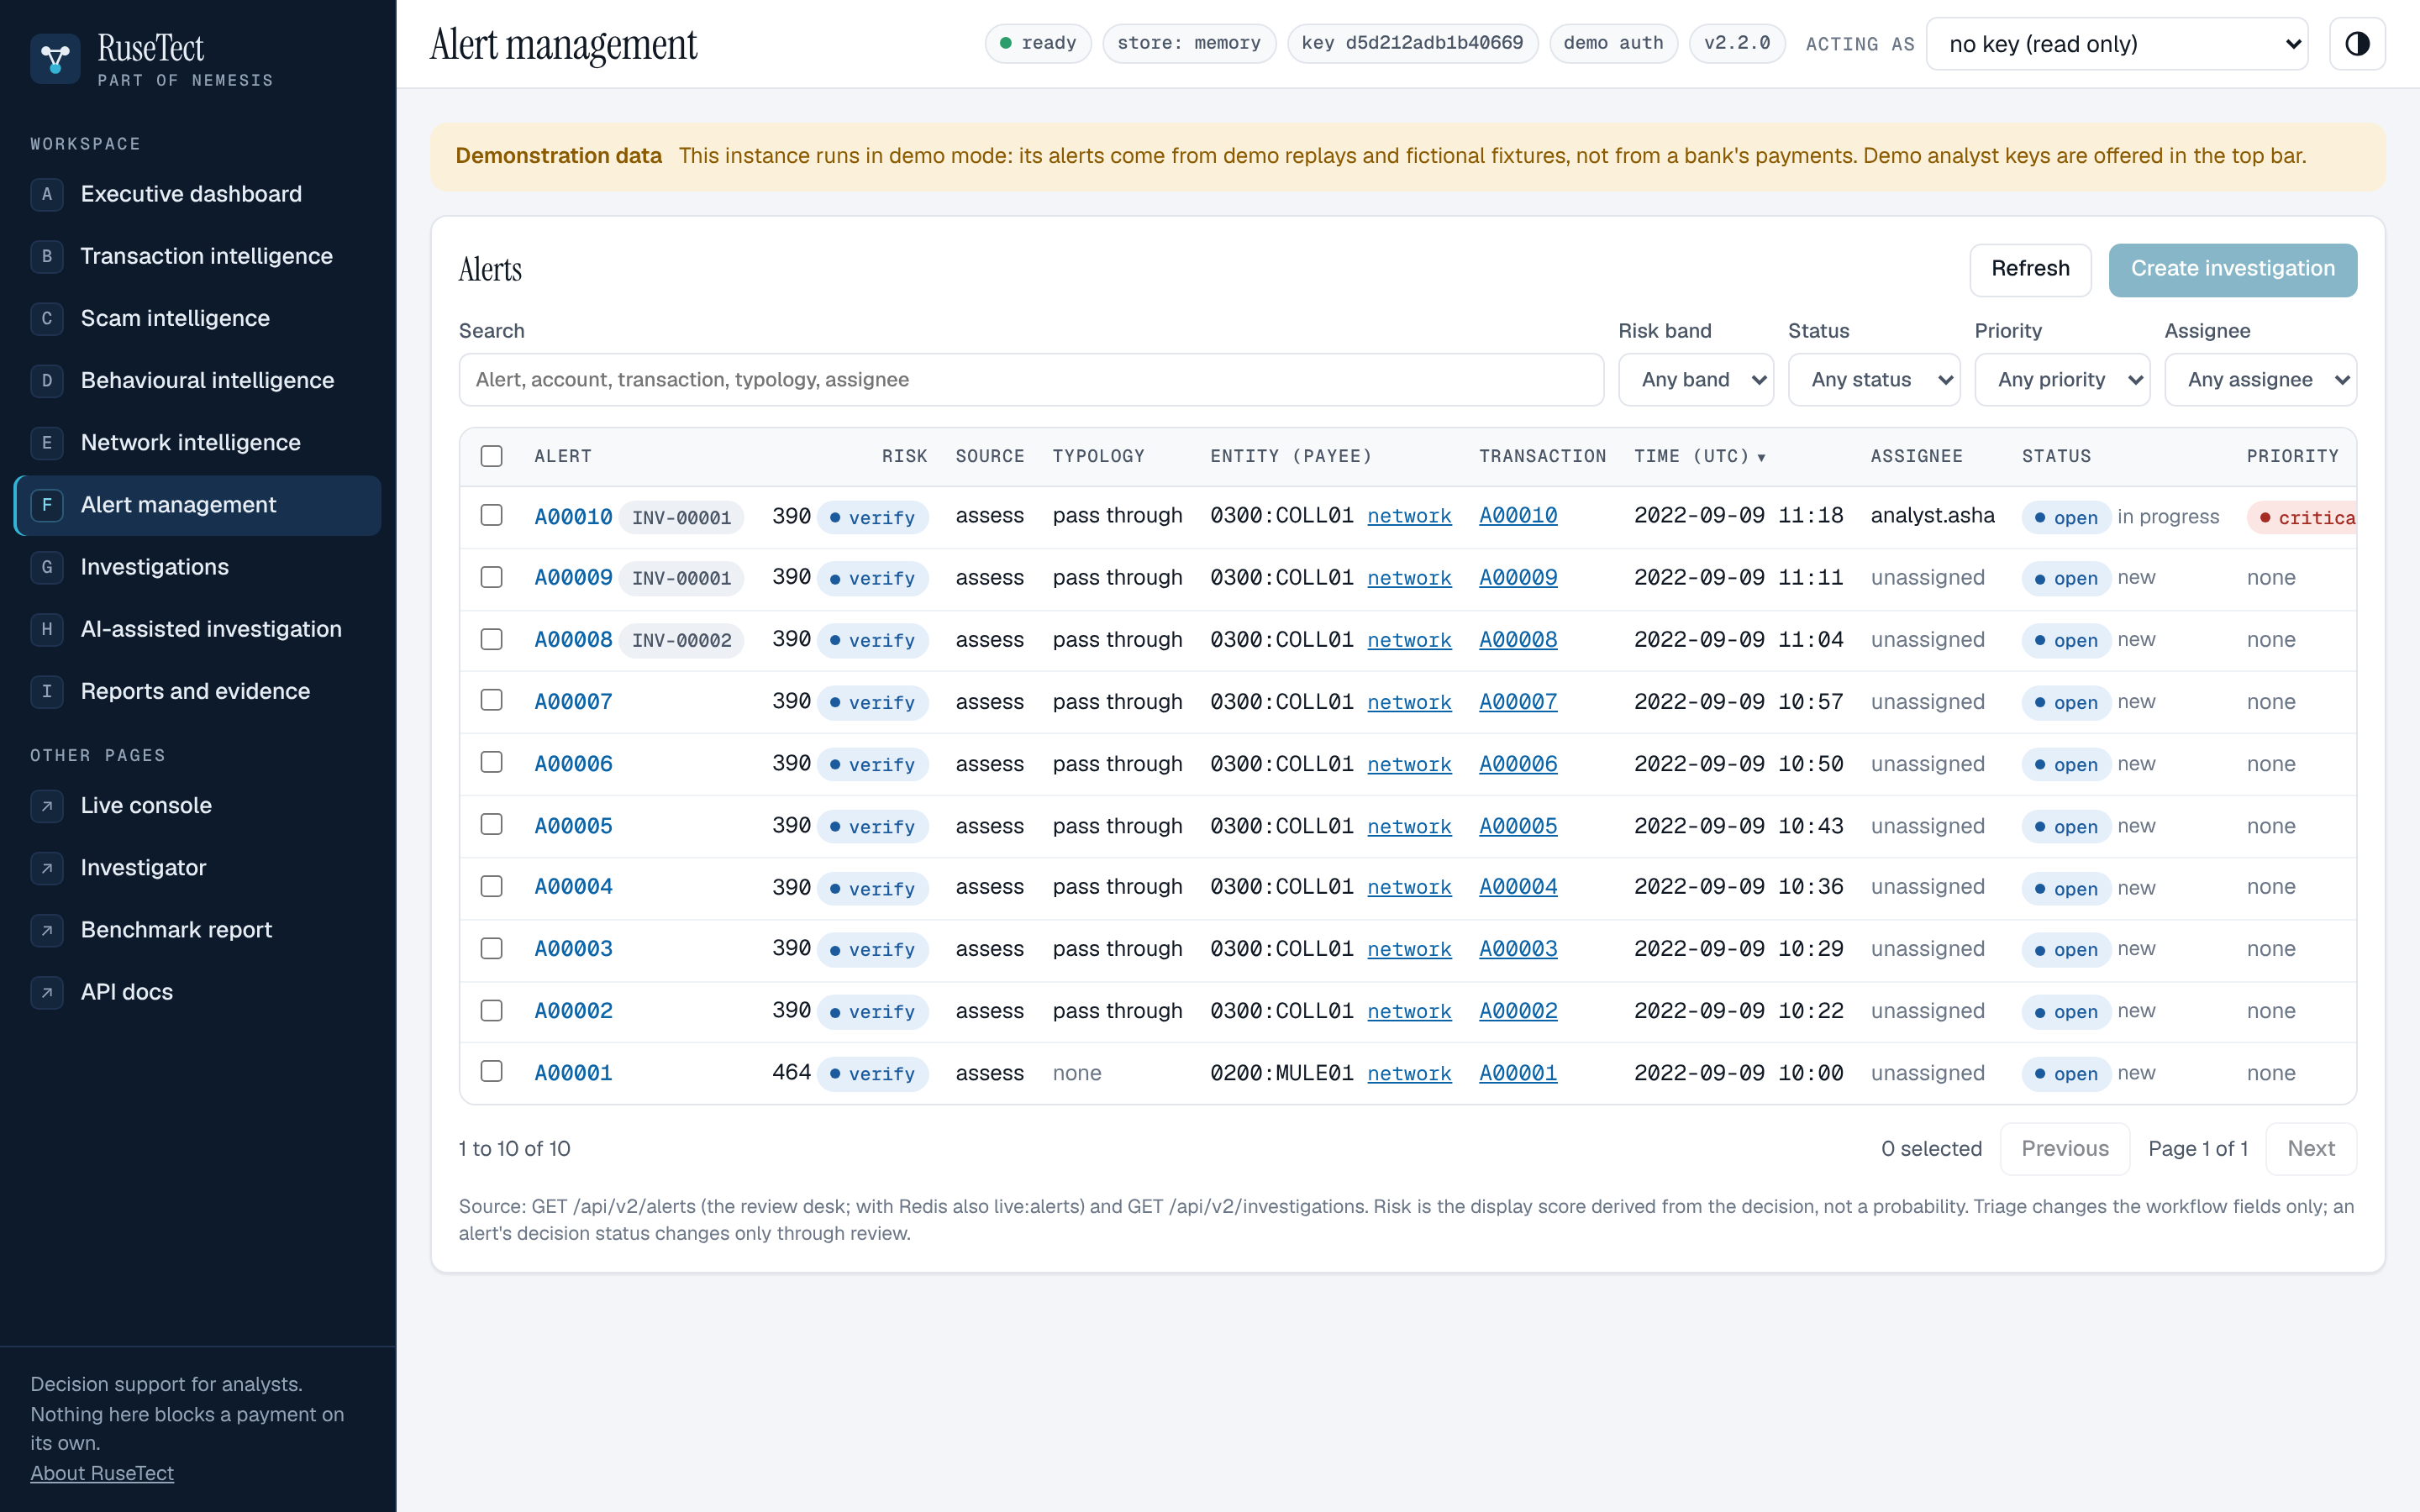 RuseTect
PART OF NEMESIS
WORKSPACE
A Executive dashboard
B Transaction intelligence
C Scam intelligence
D Behavioural intelligence
E Network intelligence
F Alert management
G Investigations
H AI-assisted investigation
I Reports and evidence
OTHER PAGES
Live console
Investigator
Benchmark report
API docs
Decision support for analysts.
Nothing here blocks a payment on
its own.
About RuseTect
Alert management
ready store: memory key d5d212adb1b40669 demo auth v2.2.0 ACTING AS no key (read only)
Demonstration data This instance runs in demo mode: its alerts come from demo replays and fictional fixtures, not from a bank's payments. Demo analyst keys are offered in the top bar.
Alerts
Refresh Create investigation
Search Risk band Status Priority Assignee
Alert, account, transaction, typology, assignee Any band Any status Any priority Any assignee
ALERT RISK SOURCE TYPOLOGY ENTITY (PAYEE) TRANSACTION TIME (UTC) ▼ ASSIGNEE STATUS PRIORITY
A00010 INV-00001 390 verify assess pass through 0300:COLL01 network A00010 2022-09-09 11:18 analyst.asha open in progress critica
A00009 INV-00001 390 verify assess pass through 0300:COLL01 network A00009 2022-09-09 11:11 unassigned open new none
A00008 INV-00002 390 verify assess pass through 0300:COLL01 network A00008 2022-09-09 11:04 unassigned open new none
A00007 390 verify assess pass through 0300:COLL01 network A00007 2022-09-09 10:57 unassigned open new none
A00006 390 verify assess pass through 0300:COLL01 network A00006 2022-09-09 10:50 unassigned open new none
A00005 390 verify assess pass through 0300:COLL01 network A00005 2022-09-09 10:43 unassigned open new none
A00004 390 verify assess pass through 0300:COLL01 network A00004 2022-09-09 10:36 unassigned open new none
A00003 390 verify assess pass through 0300:COLL01 network A00003 2022-09-09 10:29 unassigned open new none
A00002 390 verify assess pass through 0300:COLL01 network A00002 2022-09-09 10:22 unassigned open new none
A00001 464 verify assess none 0200:MULE01 network A00001 2022-09-09 10:00 unassigned open new none
1 to 10 of 10 0 selected Previous Page 1 of 1 Next
Source: GET /api/v2/alerts (the review desk; with Redis also live:alerts) and GET /api/v2/investigations. Risk is the display score derived from the decision, not a probability. Triage changes the workflow fields only; an
alert's decision status changes only through review.